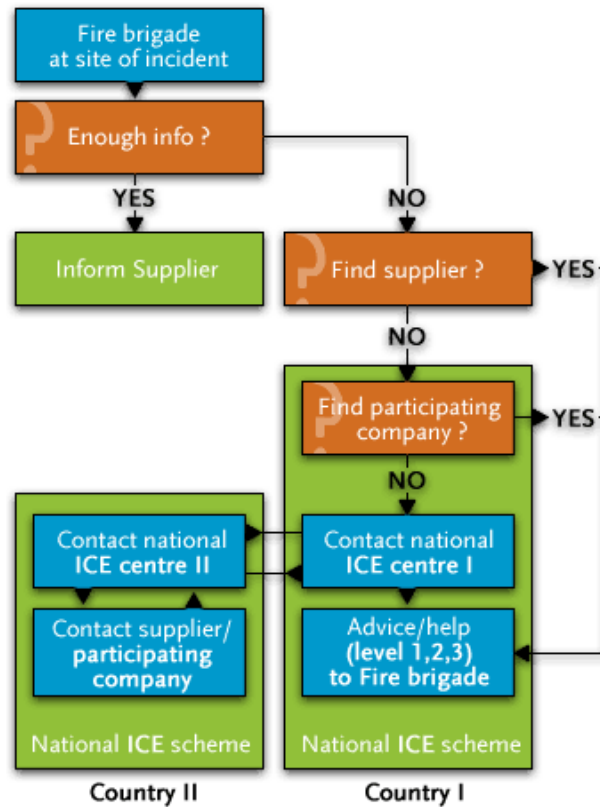 Fire brigade
at site of incident
Enough info ?
YES
NO
Inform Supplier
Find supplier ?
YES
NO
Find participating
company ?
YES
NO
Contact national
ICE centre II
Contact national
ICE centre I
Contact supplier/
participating
company
Advice/help
(level 1,2,3)
to Fire brigade
National ICE scheme
National ICE scheme
Country II
Country I